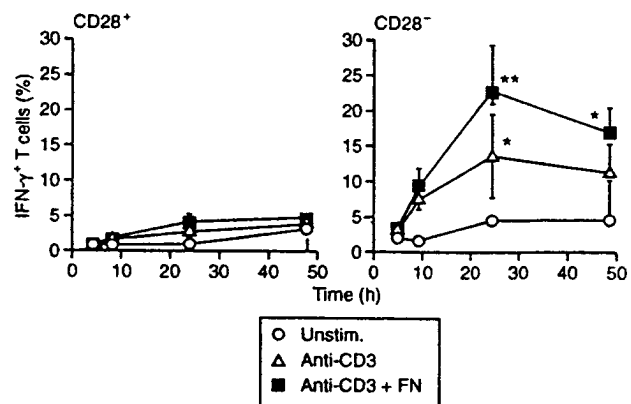 CD28⁺
CD28⁻
IFN-γ⁺ T cells (%)
30
25
20
15
10
5
0
0 10 20 30 40 50
30
25
20
15
10
5
0
0 10 20 30 40 50
**
*
*
Time (h)
Unstim.
Anti-CD3
Anti-CD3 + FN